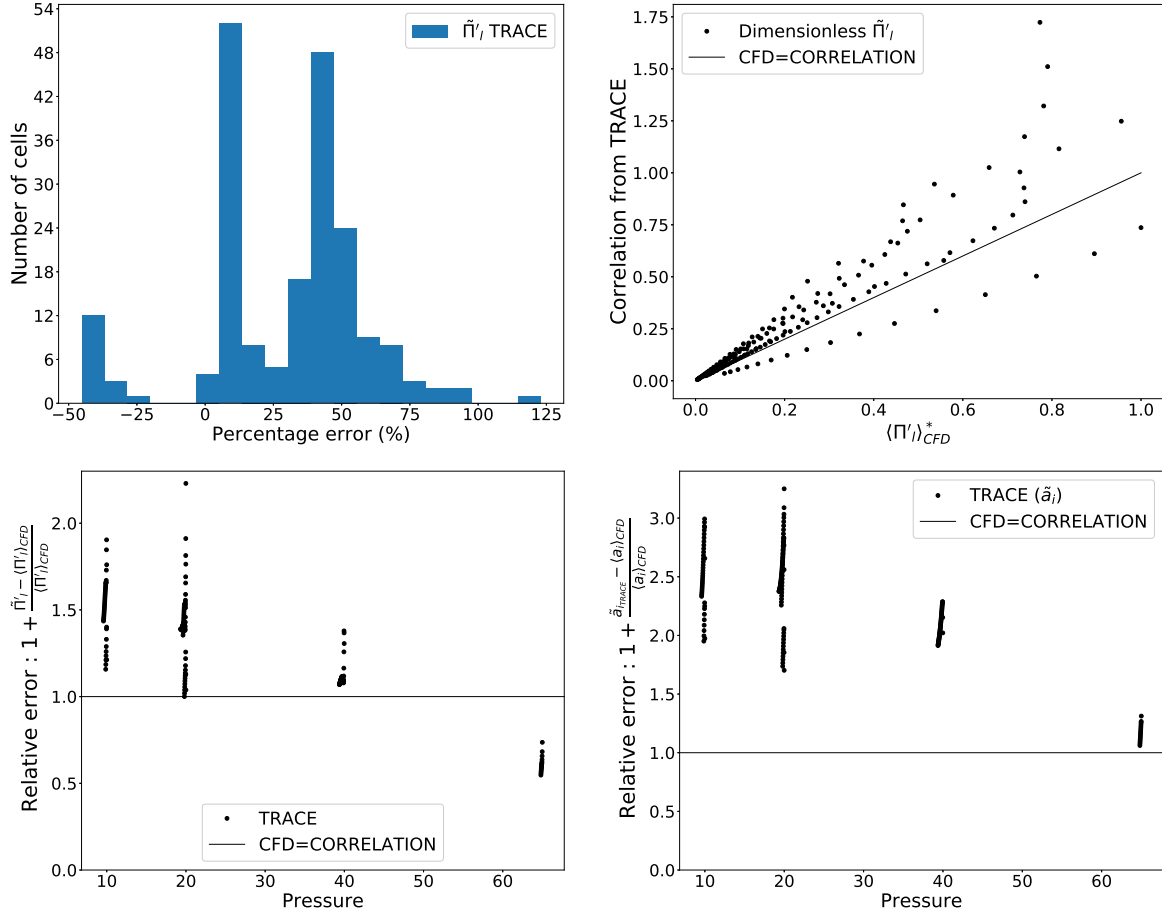 54
48
42
36
30
24
18
12
6
0
Number of cells
Π̃'l TRACE
−50 −25 0 25 50 75 100 125
Percentage error (%)
1.75
1.50
1.25
1.00
0.75
0.50
0.25
0.00
Correlation from TRACE
Dimensionless Π̃'l
CFD=CORRELATION
0.0 0.2 0.4 0.6 0.8 1.0
⟨Π'l⟩*CFD
2.0
1.5
1.0
0.5
0.0
Relative error : 1 + (Π̃'l − ⟨Π'l⟩CFD)/⟨Π'l⟩CFD
TRACE
CFD=CORRELATION
10 20 30 40 50 60
Pressure
3.0
2.5
2.0
1.5
1.0
0.5
0.0
Relative error : 1 + (ãiTRACE − ⟨ai⟩CFD)/⟨ai⟩CFD
TRACE (ãi)
CFD=CORRELATION
10 20 30 40 50 60
Pressure